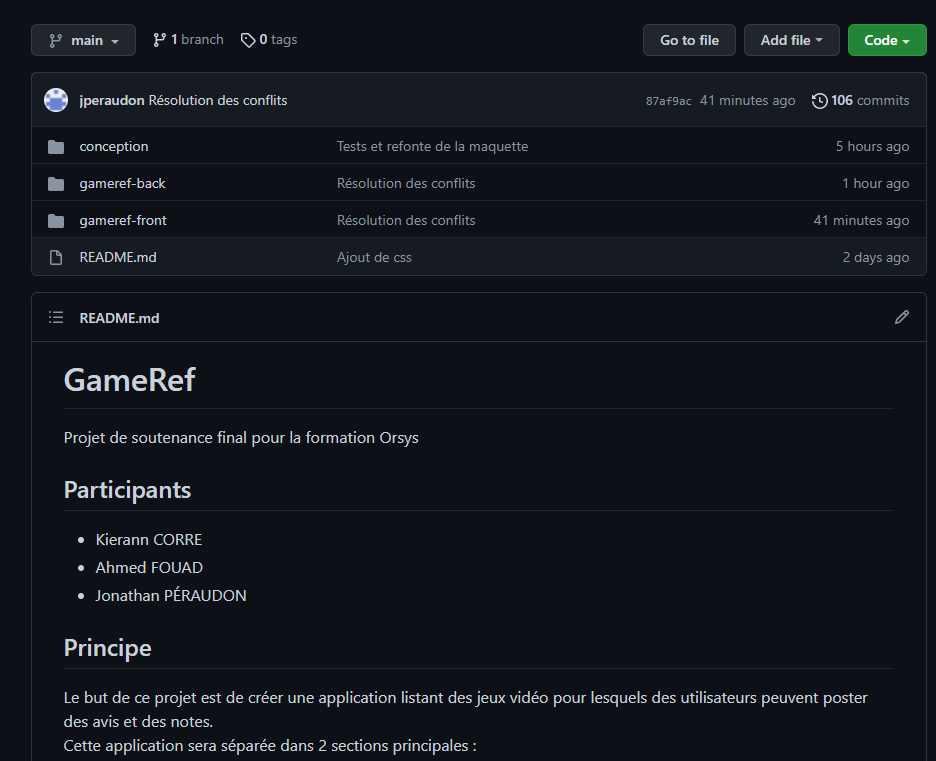 main 1 branch 0 tags Go to file Add file Code
jperaudon Résolution des conflits 87af9ac 41 minutes ago 106 commits
conception Tests et refonte de la maquette 5 hours ago
gameref-back Résolution des conflits 1 hour ago
gameref-front Résolution des conflits 41 minutes ago
README.md Ajout de css 2 days ago
README.md
GameRef
Projet de soutenance final pour la formation Orsys
Participants
Kierann CORRE
Ahmed FOUAD
Jonathan PÉRAUDON
Principe
Le but de ce projet est de créer une application listant des jeux vidéo pour lesquels des utilisateurs peuvent poster
des avis et des notes.
Cette application sera séparée dans 2 sections principales :